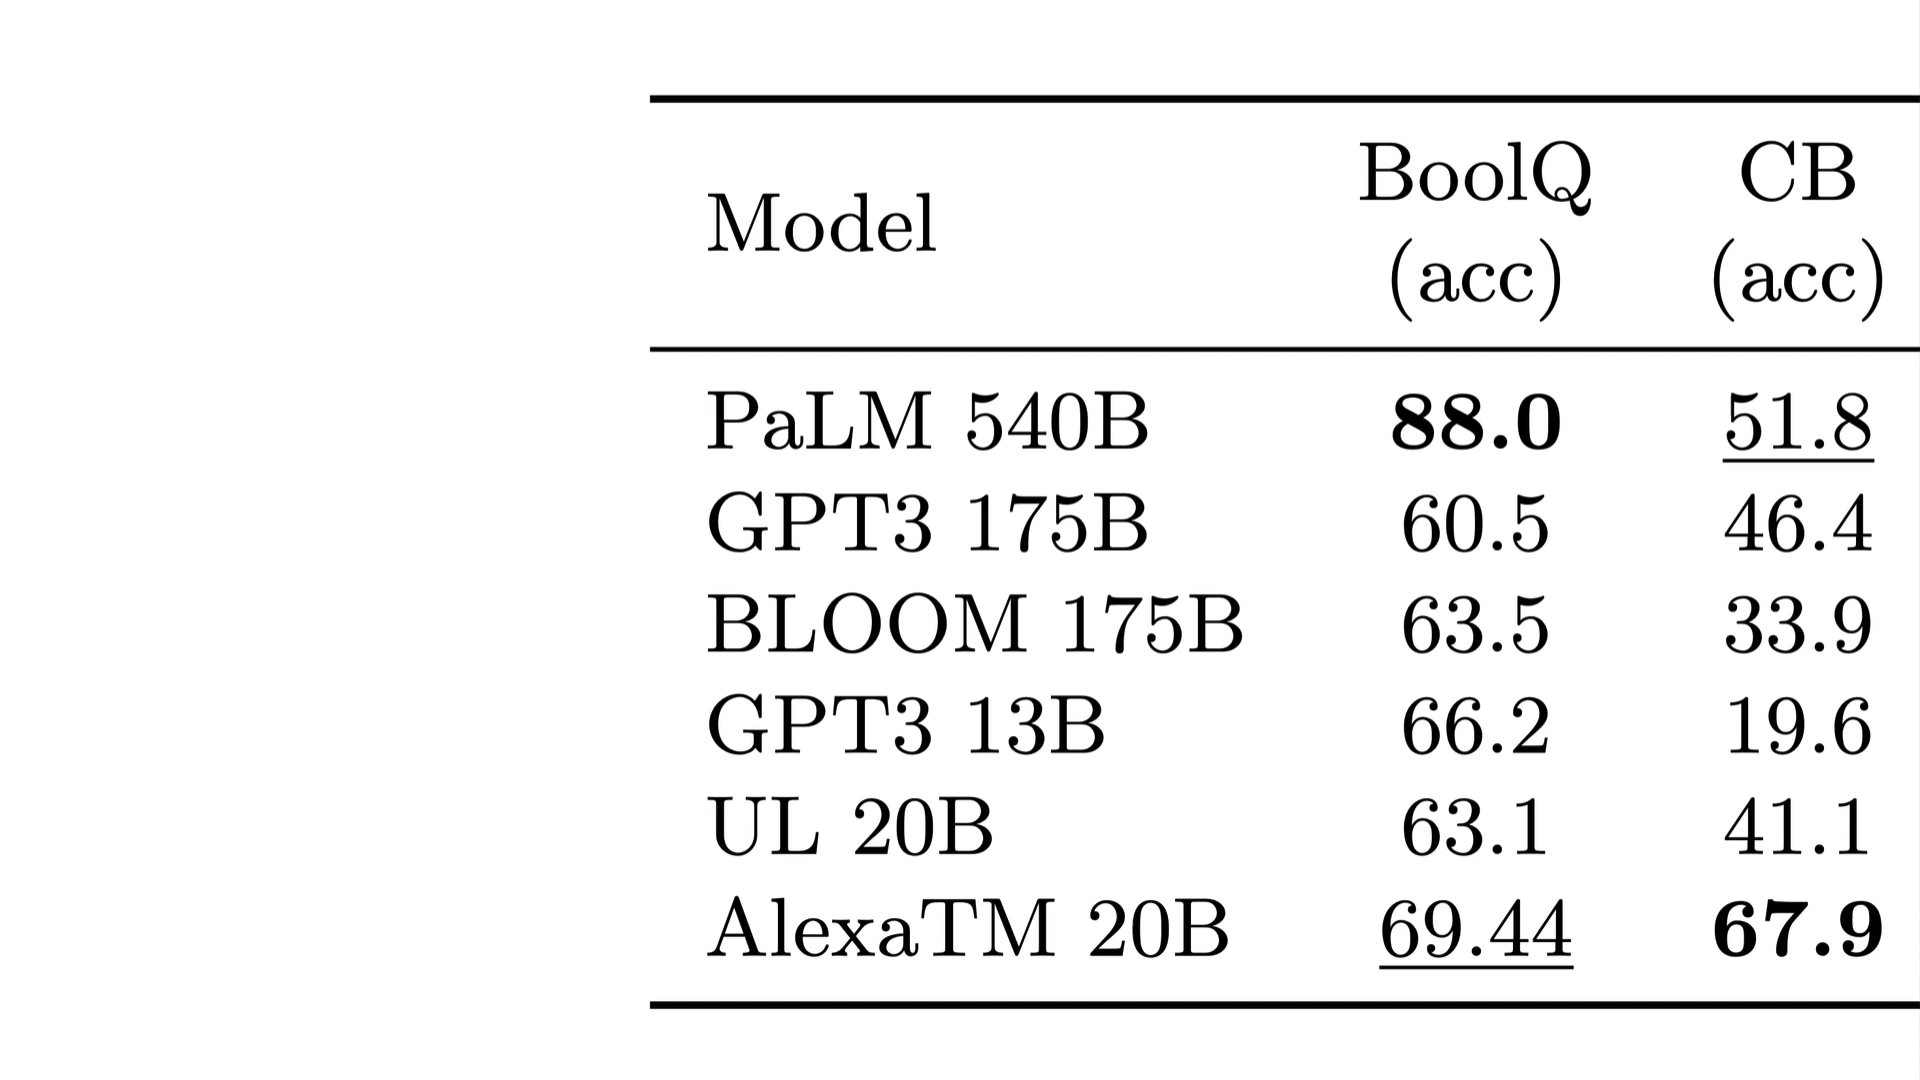 Model BoolQ (acc) CB (acc)
PaLM 540B 88.0 51.8
GPT3 175B 60.5 46.4
BLOOM 175B 63.5 33.9
GPT3 13B 66.2 19.6
UL 20B 63.1 41.1
AlexaTM 20B 69.44 67.9